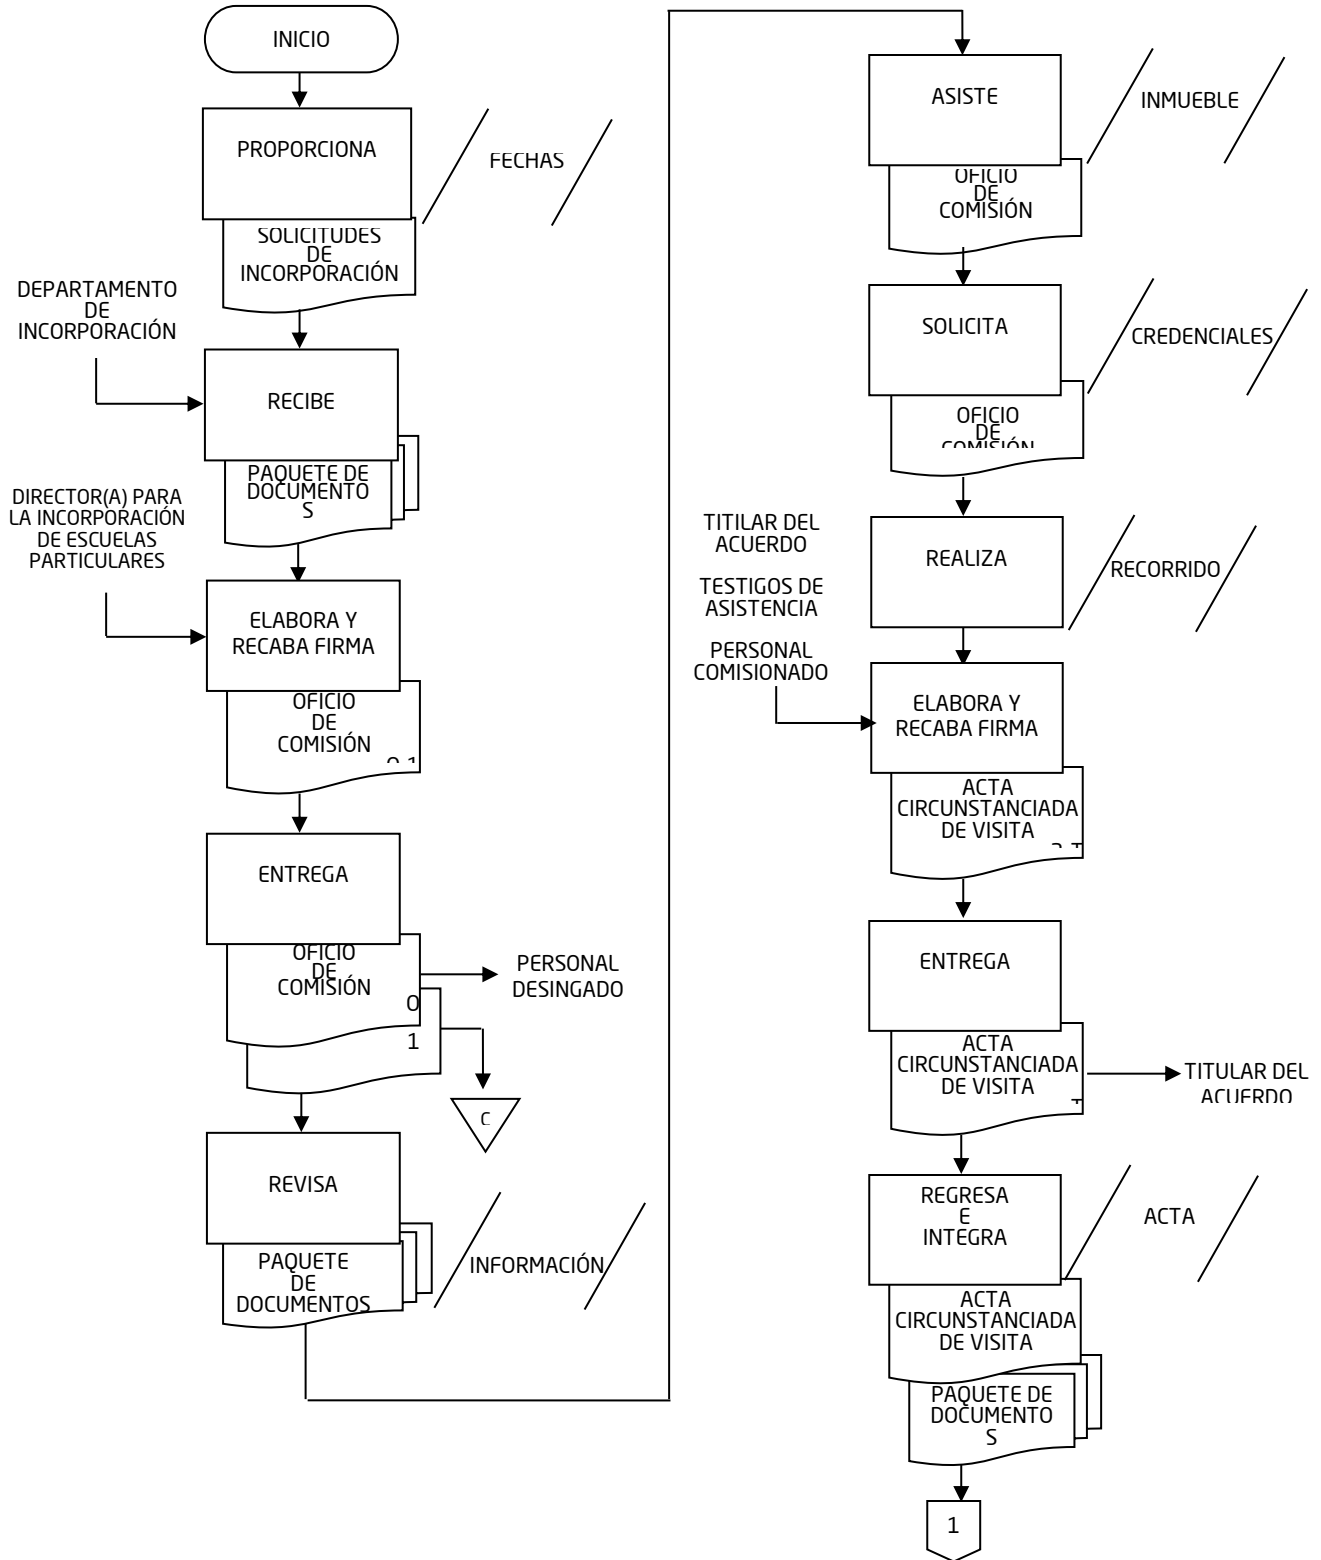 INICIO
PROPORCIONA
FECHAS
SOLICITUDES
DE
INCORPORACIÓN
DEPARTAMENTO
DE
INCORPORACIÓN
RECIBE
PAQUETE DE
DOCUMENTO
S
DIRECTOR(A) PARA
LA INCORPORACIÓN
DE ESCUELAS
PARTICULARES
ELABORA Y
RECABA FIRMA
OFICIO
DE
COMISIÓN
ENTREGA
OFICIO
DE
COMISIÓN
0
1
PERSONAL
DESINGADO
C
REVISA
PAQUETE
DE
DOCUMENTOS
INFORMACIÓN
ASISTE
INMUEBLE
OFICIO
DE
COMISIÓN
SOLICITA
CREDENCIALES
OFICIO
DE
COMISIÓN
TITILAR DEL
ACUERDO
TESTIGOS DE
ASISTENCIA
PERSONAL
COMISIONADO
REALIZA
RECORRIDO
ELABORA Y
RECABA FIRMA
ACTA
CIRCUNSTANCIADA
DE VISITA
ENTREGA
ACTA
CIRCUNSTANCIADA
DE VISITA
TITULAR DEL
ACUERDO
REGRESA
E
INTEGRA
ACTA
ACTA
CIRCUNSTANCIADA
DE VISITA
PAQUETE DE
DOCUMENTO
S
1